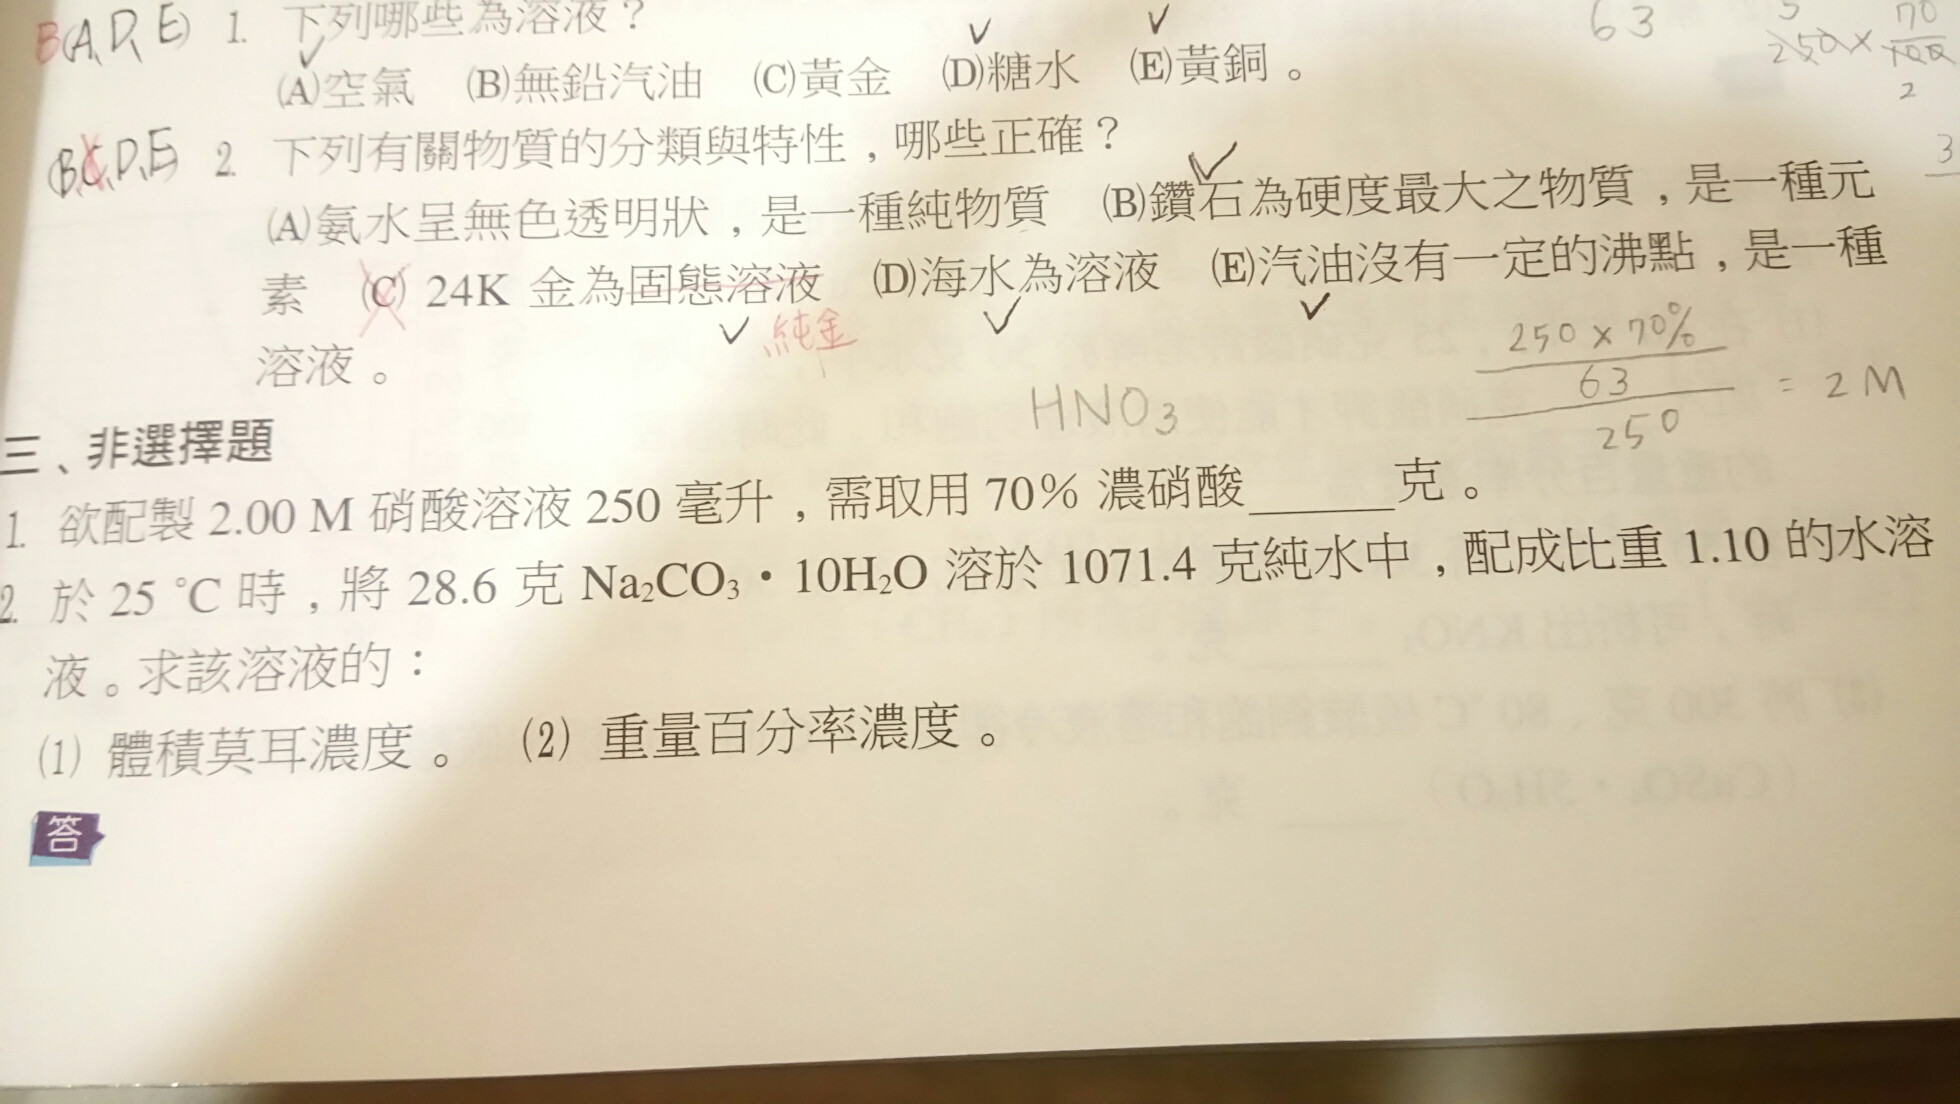 B(A, D, E) 1. 下列哪些為溶液？
(A)空氣 (B)無鉛汽油 (C)黃金 (D)糖水 (E)黃銅。
63
5
250 × 70
100
2
3
(B,C,D,E) 2. 下列有關物質的分類與特性，哪些正確？
(A)氨水呈無色透明狀，是一種純物質 (B)鑽石為硬度最大之物質，是一種元
素 (C) 24K 金為固態溶液 (D)海水為溶液 (E)汽油沒有一定的沸點，是一種
純金
溶液。
250 × 70%
63
250
= 2M
HNO3
三、非選擇題
1. 欲配製 2.00 M 硝酸溶液 250 毫升，需取用 70% 濃硝酸______克。
2. 於 25 ℃ 時，將 28.6 克 Na₂CO₃・10H₂O 溶於 1071.4 克純水中，配成比重 1.10 的水溶
液。求該溶液的：
(1) 體積莫耳濃度。 (2) 重量百分率濃度。
答